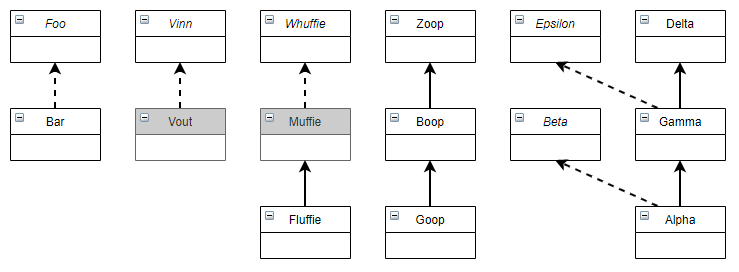 Foo Vinn Whuffie Zoop Epsilon Delta
Bar Vout Muffie Boop Beta Gamma
Fluffie Goop Alpha